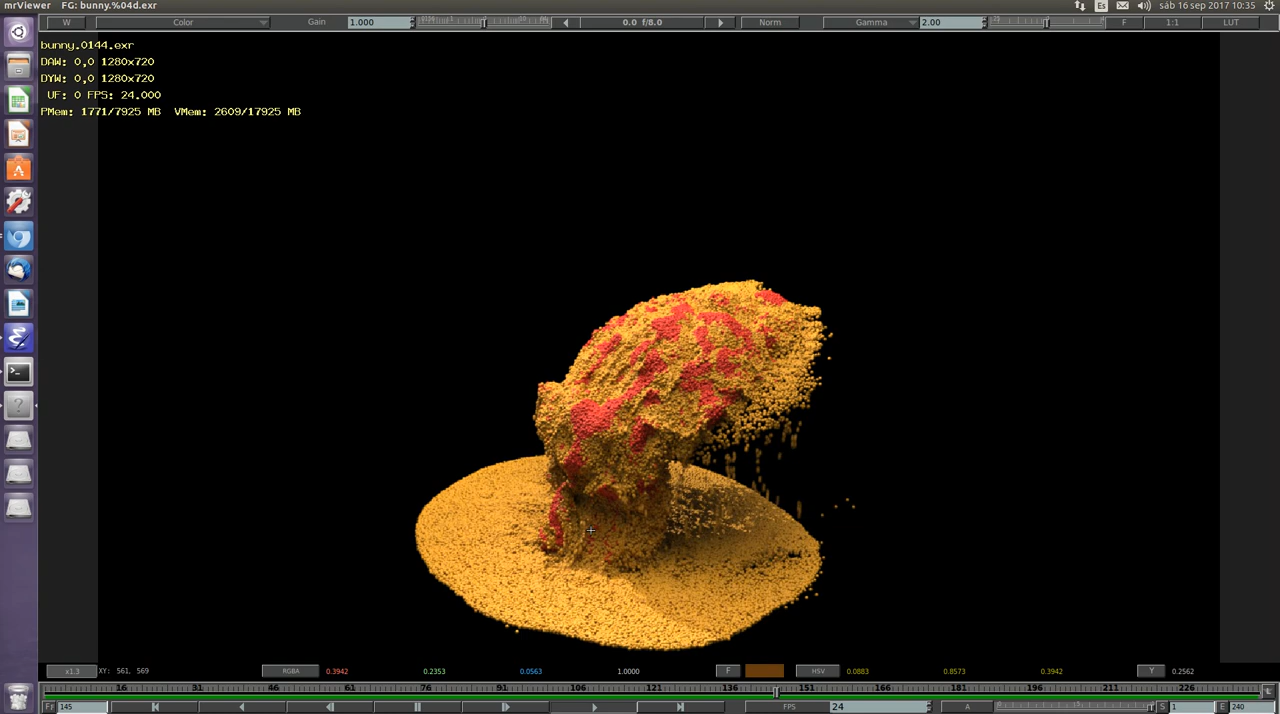 mrViewer FG: bunny.%04d.exr
Es sáb 16 sep 2017 10:35
W Color Gain 1.000 0.0 f/8.0 Norm Gamma 2.00 F 1:1 LUT
bunny.0144.exr
DAW: 0,0 1280x720
DYW: 0,0 1280x720
UF: 0 FPS: 24.000
PMem: 1771/7925 MB VMem: 2609/17925 MB
x1.3 XY: 561, 569 RGBA 0.3942 0.2353 0.0563 1.0000 F HSV 0.0883 0.8573 0.3942 Y 0.2562
16 31 46 61 76 91 106 121 136 151 166 181 196 211 226
Fr 145 FPS 24 A S 1 E 240